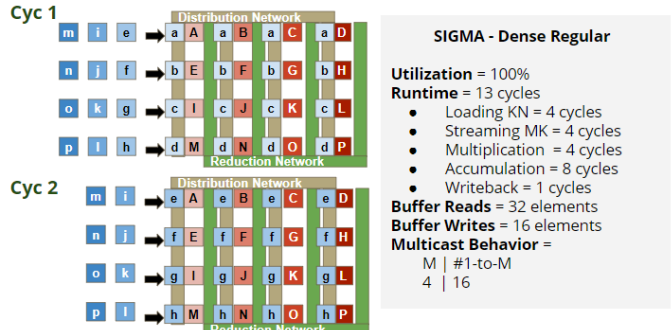 Cyc 1
Distribution Network
m i e a A a B a C a D
n j f b E b F b G b H
o k g c I c J c K c L
p l h d M d N d O d P
Reduction Network
Cyc 2
Distribution Network
m i e A e B e C e D
n j f E f F f G f H
o k g I g J g K g L
p l h M h N h O h P
Reduction Network
SIGMA - Dense Regular
Utilization = 100%
Runtime = 13 cycles
● Loading KN = 4 cycles
● Streaming MK = 4 cycles
● Multiplication = 4 cycles
● Accumulation = 8 cycles
● Writeback = 1 cycles
Buffer Reads = 32 elements
Buffer Writes = 16 elements
Multicast Behavior =
M | #1-to-M
4 | 16